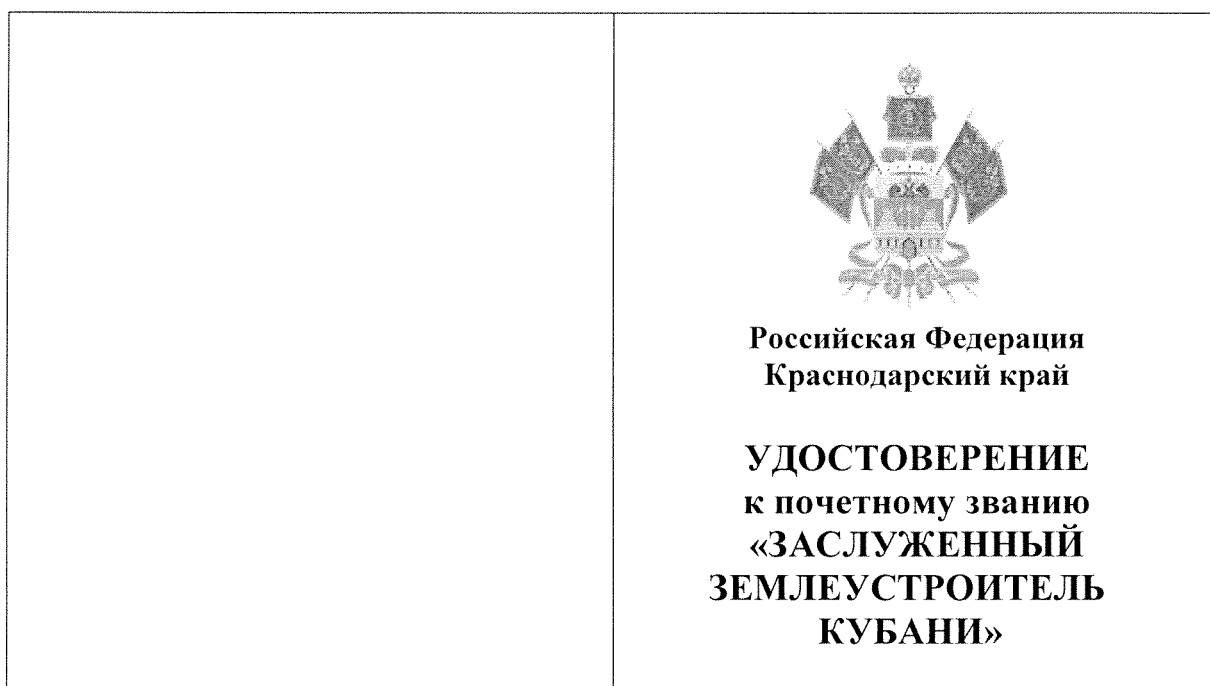 Российская Федерация
Краснодарский край
УДОСТОВЕРЕНИЕ
к почетному званию
«ЗАСЛУЖЕННЫЙ
ЗЕМЛЕУСТРОИТЕЛЬ
КУБАНИ»